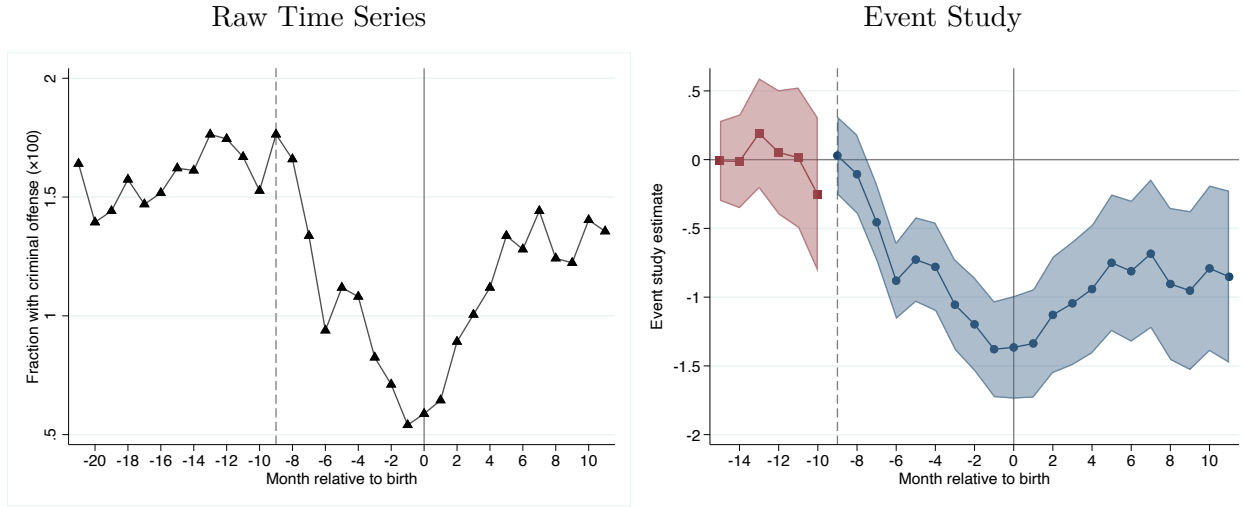 Raw Time Series
Fraction with criminal offense (×100)
2
1.5
1
.5
-20 -18 -16 -14 -12 -10 -8 -6 -4 -2 0 2 4 6 8 10
Month relative to birth
Event Study
Event study estimate
.5
0
-.5
-1
-1.5
-2
-14 -12 -10 -8 -6 -4 -2 0 2 4 6 8 10
Month relative to birth